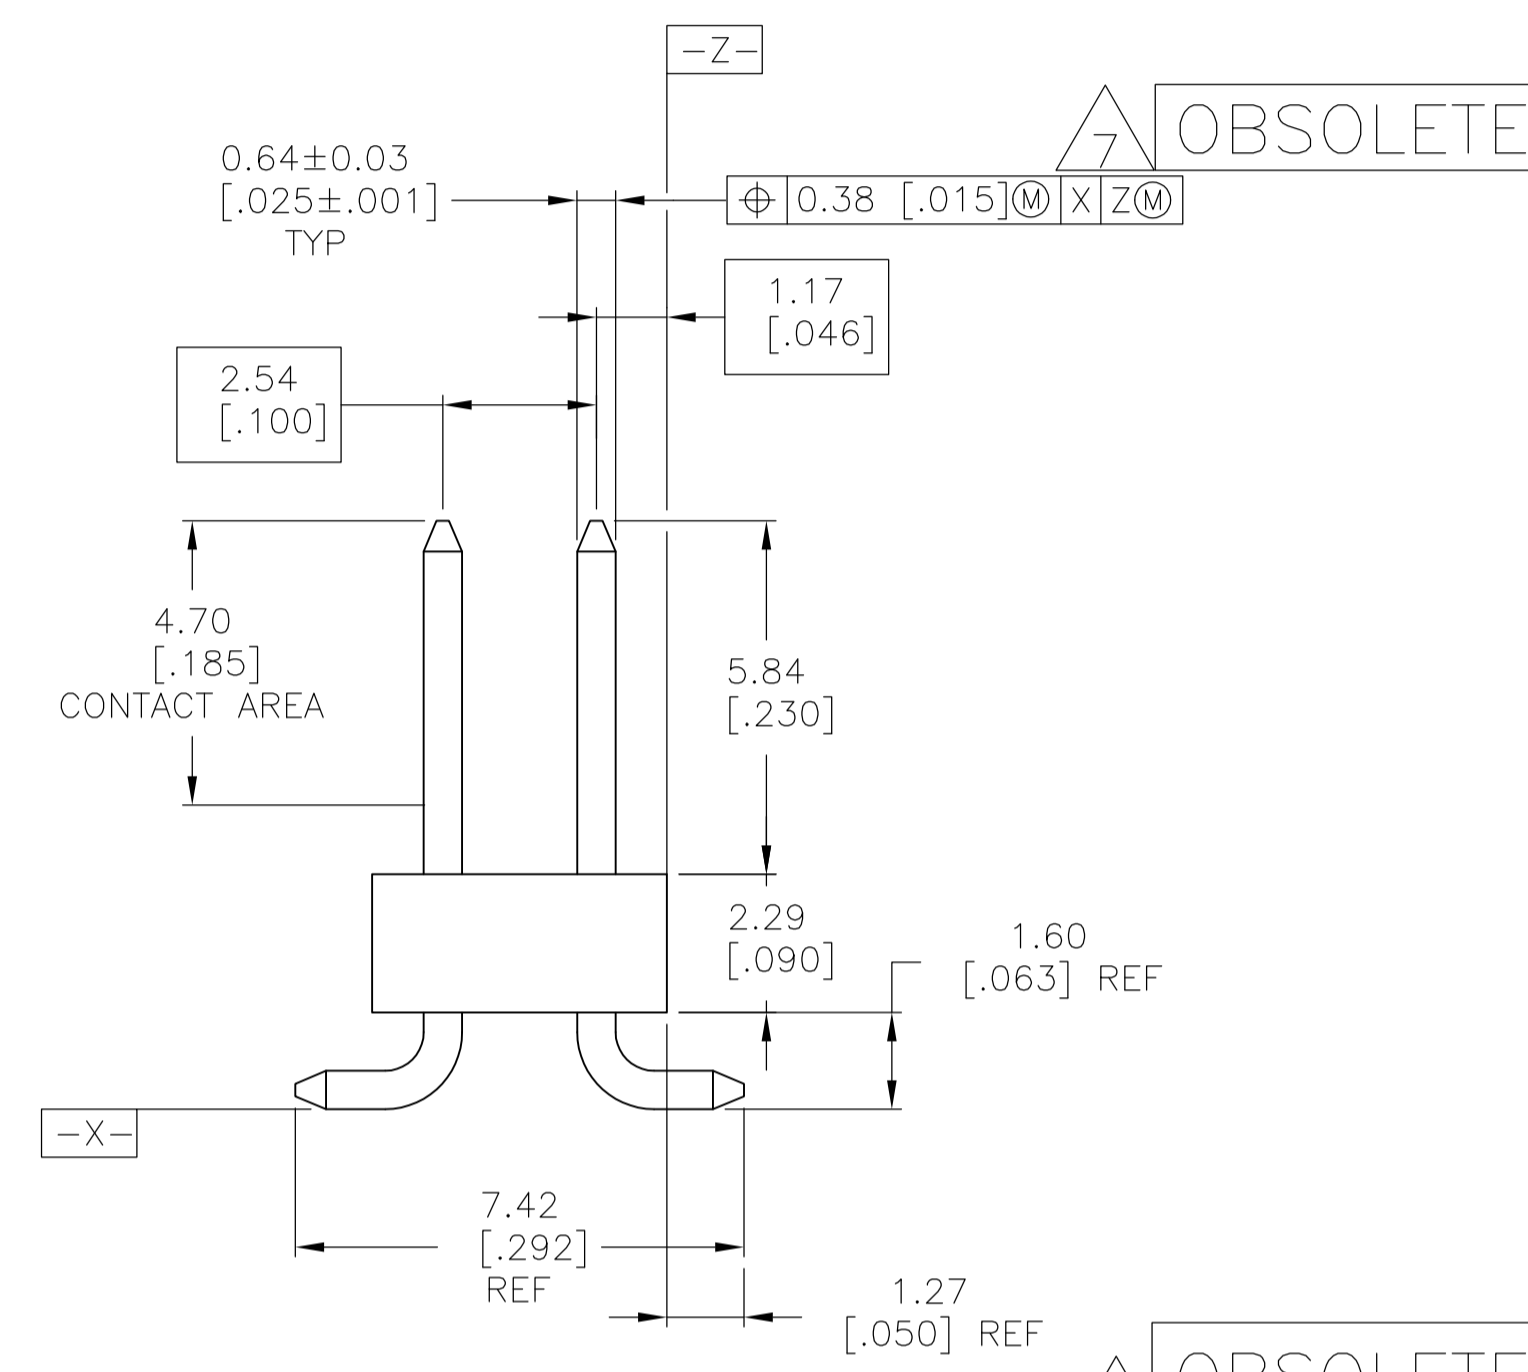 -Z-
7 OBSOLETE
0.64±0.03
[.025±.001]
TYP
⌖ 0.38 [.015]Ⓜ X ZⓂ
1.17
[.046]
2.54
[.100]
4.70
[.185]
CONTACT AREA
5.84
[.230]
2.29
[.090]
1.60
[.063] REF
-X-
7.42
[.292]
REF
1.27
[.050] REF
OBSOLETE